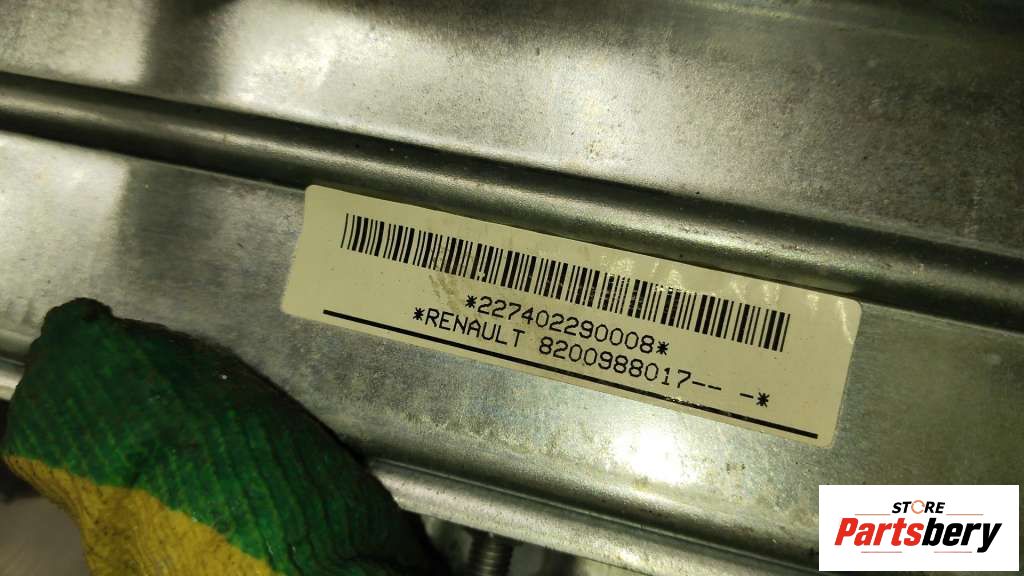 *227402290008*
*RENAULT 8200988017-- -*
STORE
Partsbery